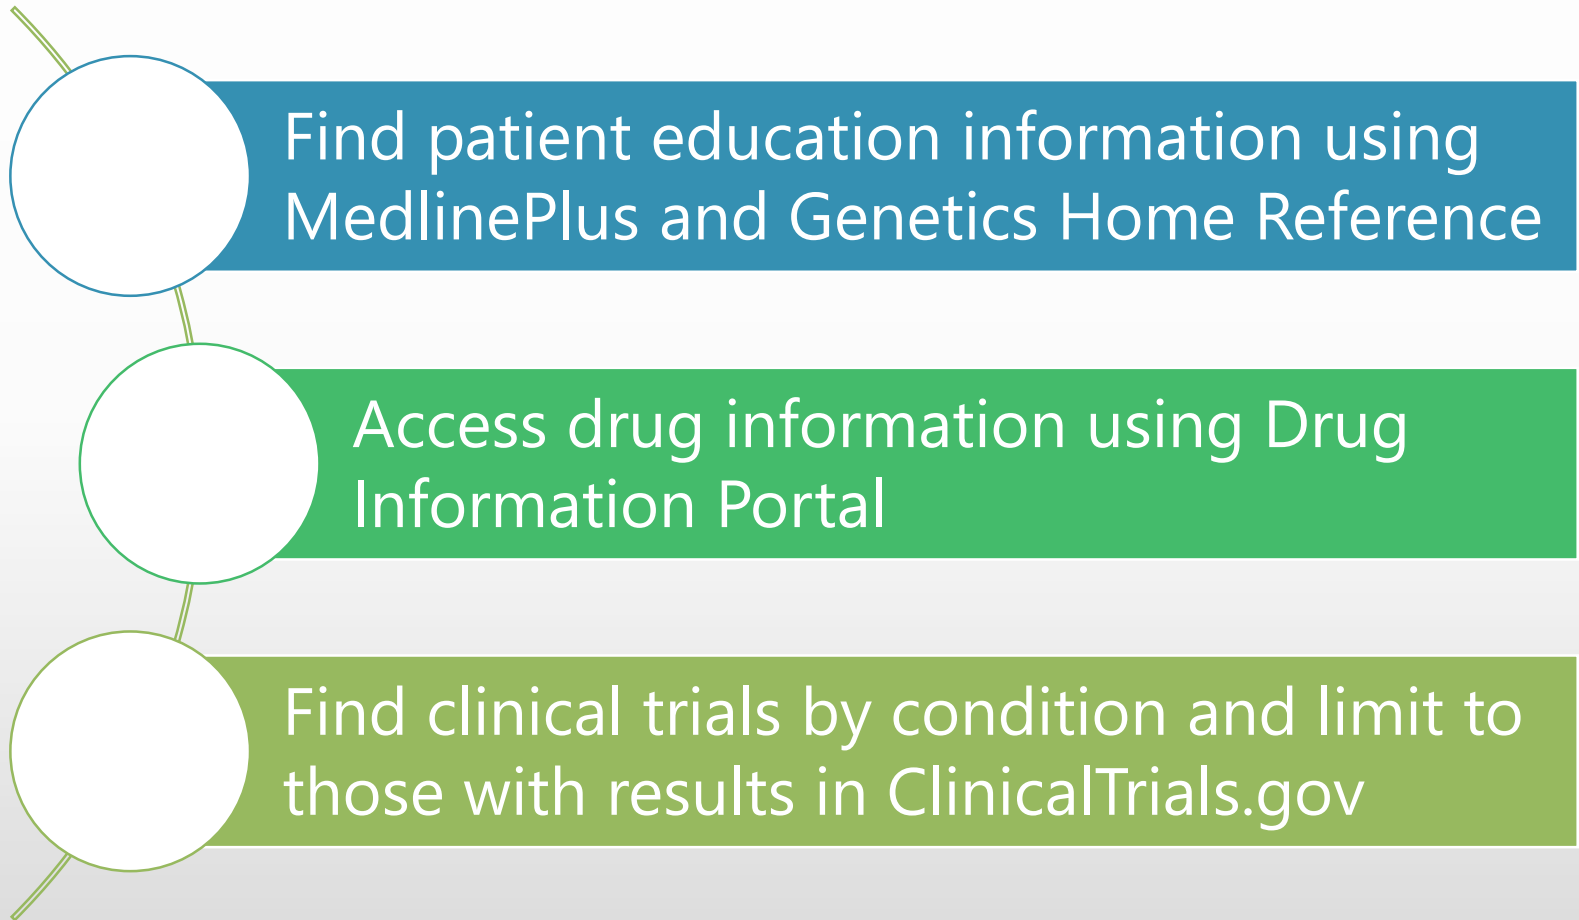 Find patient education information using
MedlinePlus and Genetics Home Reference
Access drug information using Drug
Information Portal
Find clinical trials by condition and limit to
those with results in ClinicalTrials.gov